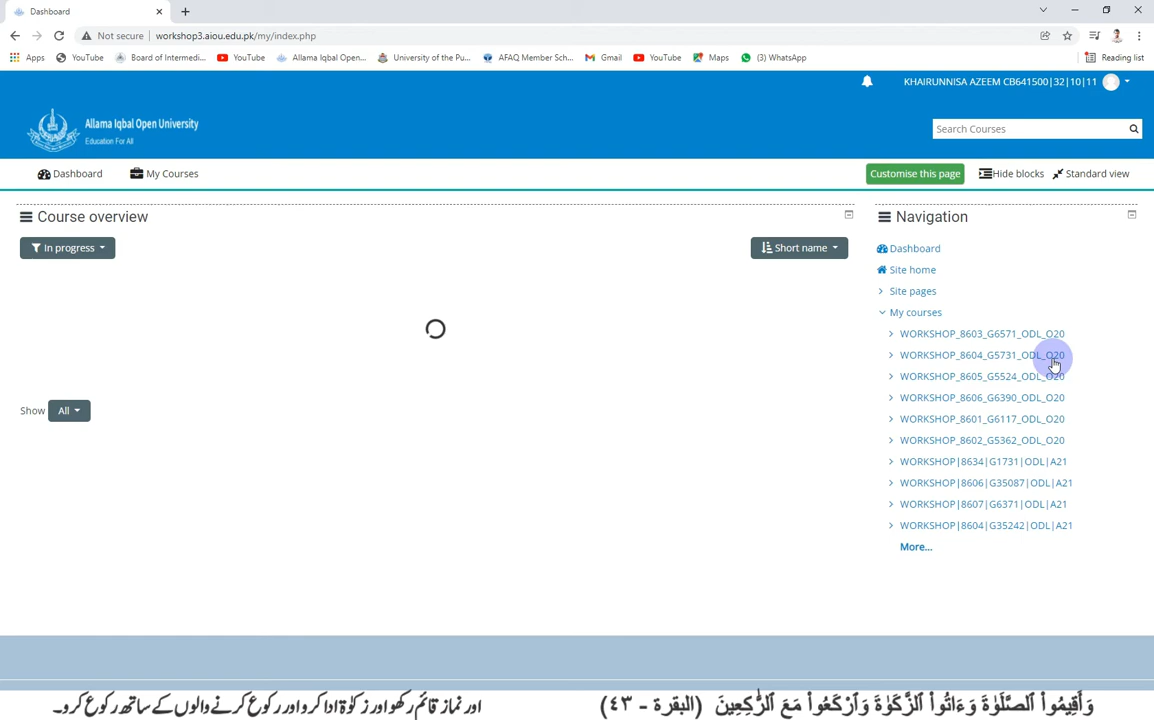 Dashboard
Not secure | workshop3.aiou.edu.pk/my/index.php
Apps YouTube Board of Intermedi... YouTube Allama Iqbal Open... University of the Pu... AFAQ Member Sch... Gmail YouTube Maps (3) WhatsApp Reading list
KHAIRUNNISA AZEEM CB641500|32|10|11
Allama Iqbal Open University
Education For All
Search Courses
Dashboard My Courses Customise this page Hide blocks Standard view
Course overview
In progress Short name
Show All
Navigation
Dashboard
Site home
Site pages
My courses
WORKSHOP_8603_G6571_ODL_O20
WORKSHOP_8604_G5731_ODL_O20
WORKSHOP_8605_G5524_ODL_O20
WORKSHOP_8606_G6390_ODL_O20
WORKSHOP_8601_G6117_ODL_O20
WORKSHOP_8602_G5362_ODL_O20
WORKSHOP|8634|G1731|ODL|A21
WORKSHOP|8606|G35087|ODL|A21
WORKSHOP|8607|G6371|ODL|A21
WORKSHOP|8604|G35242|ODL|A21
More...
وَأَقِيمُواْ ٱلصَّلَوٰةَ وَءَاتُواْ ٱلزَّكَوٰةَ وَٱرْكَعُواْ مَعَ ٱلرَّٰكِعِينَ (البقرة - ٤٣)
اور نماز قائم رکھو اور زکوٰۃ ادا کرو اور رکوع کرنے والوں کے ساتھ رکوع کرو۔